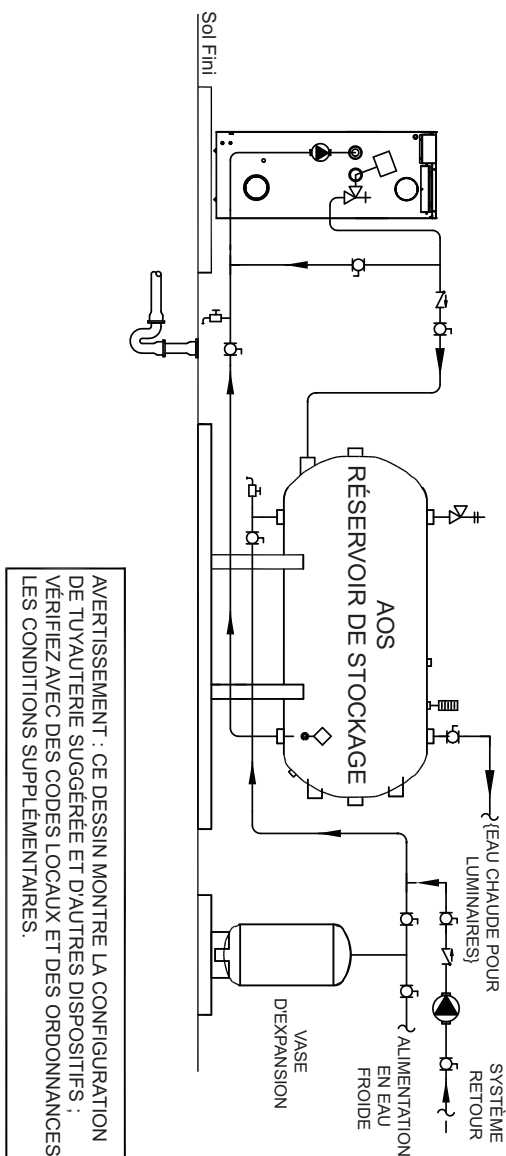 Sol Fini
AOS
RÉSERVOIR DE STOCKAGE
{EAU CHAUDE POUR
LUMINAIRES}
SYSTÈME
RETOUR
ALIMENTATION
EN EAU
FROIDE
VASE
D'EXPANSION
AVERTISSEMENT : CE DESSIN MONTRE LA CONFIGURATION
DE TUYAUTERIE SUGGÉRÉE ET D'AUTRES DISPOSITIFS ;
VÉRIFIEZ AVEC DES CODES LOCAUX ET DES ORDONNANCES
LES CONDITIONS SUPPLÉMENTAIRES.